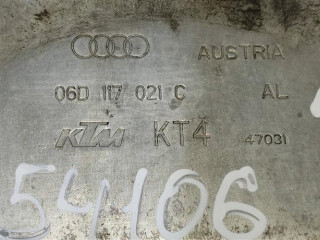 AUSTRIA
06D 117 021 C AL
KTM KT4 47031
54106